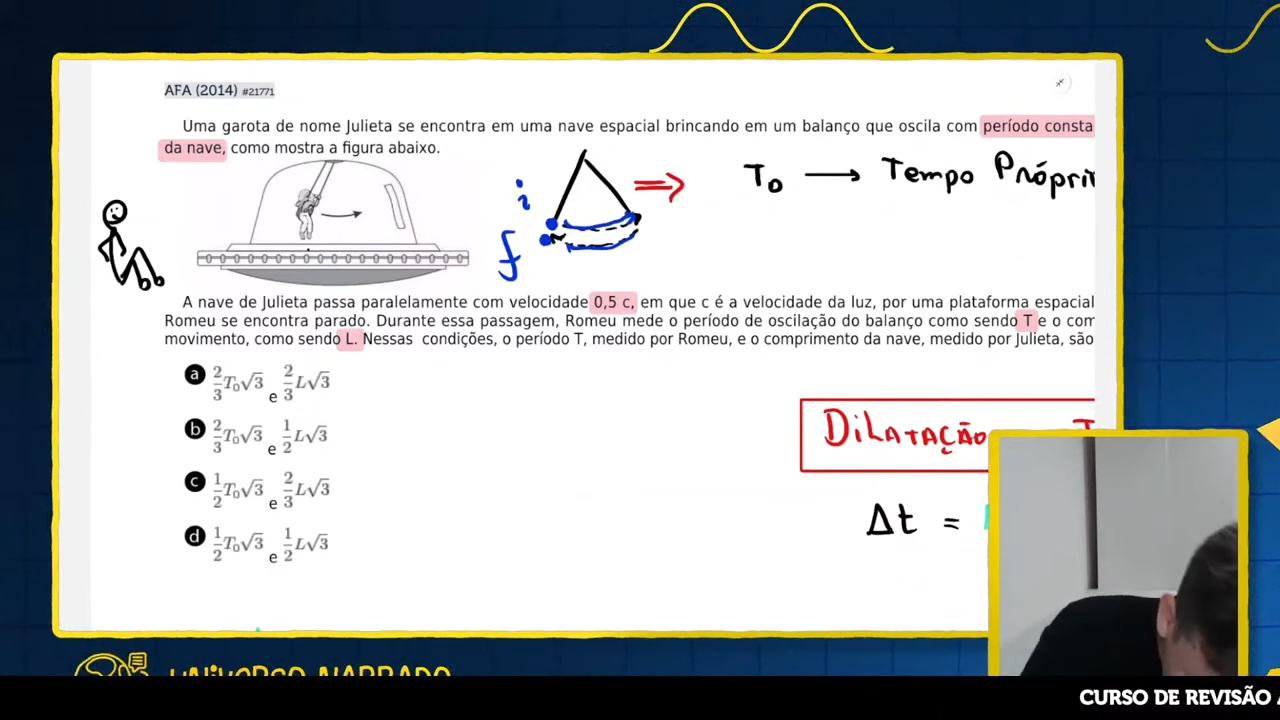 AFA (2014) #21771
Uma garota de nome Julieta se encontra em uma nave espacial brincando em um balanço que oscila com período consta
da nave, como mostra a figura abaixo.
i
f
T₀ → Tempo Própri
A nave de Julieta passa paralelamente com velocidade 0,5 c, em que c é a velocidade da luz, por uma plataforma espacial
Romeu se encontra parado. Durante essa passagem, Romeu mede o período de oscilação do balanço como sendo T e o com
movimento, como sendo L. Nessas condições, o período T, medido por Romeu, e o comprimento da nave, medido por Julieta, são
a 2/3 T₀√3 e 2/3 L√3
b 2/3 T₀√3 e 1/2 L√3
c 1/2 T₀√3 e 2/3 L√3
d 1/2 T₀√3 e 1/2 L√3
DILATAÇÃO T
Δt =
UNIVERSO NARRADO
CURSO DE REVISÃO